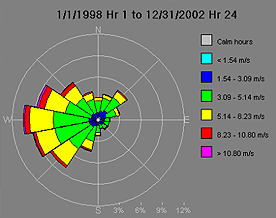 1/1/1998 Hr 1 to 12/31/2002 Hr 24
N
Calm hours
< 1.54 m/s
1.54 - 3.09 m/s
3.09 - 5.14 m/s
W
E
5.14 - 8.23 m/s
8.23 - 10.80 m/s
> 10.80 m/s
S
3%
6%
9%
12%